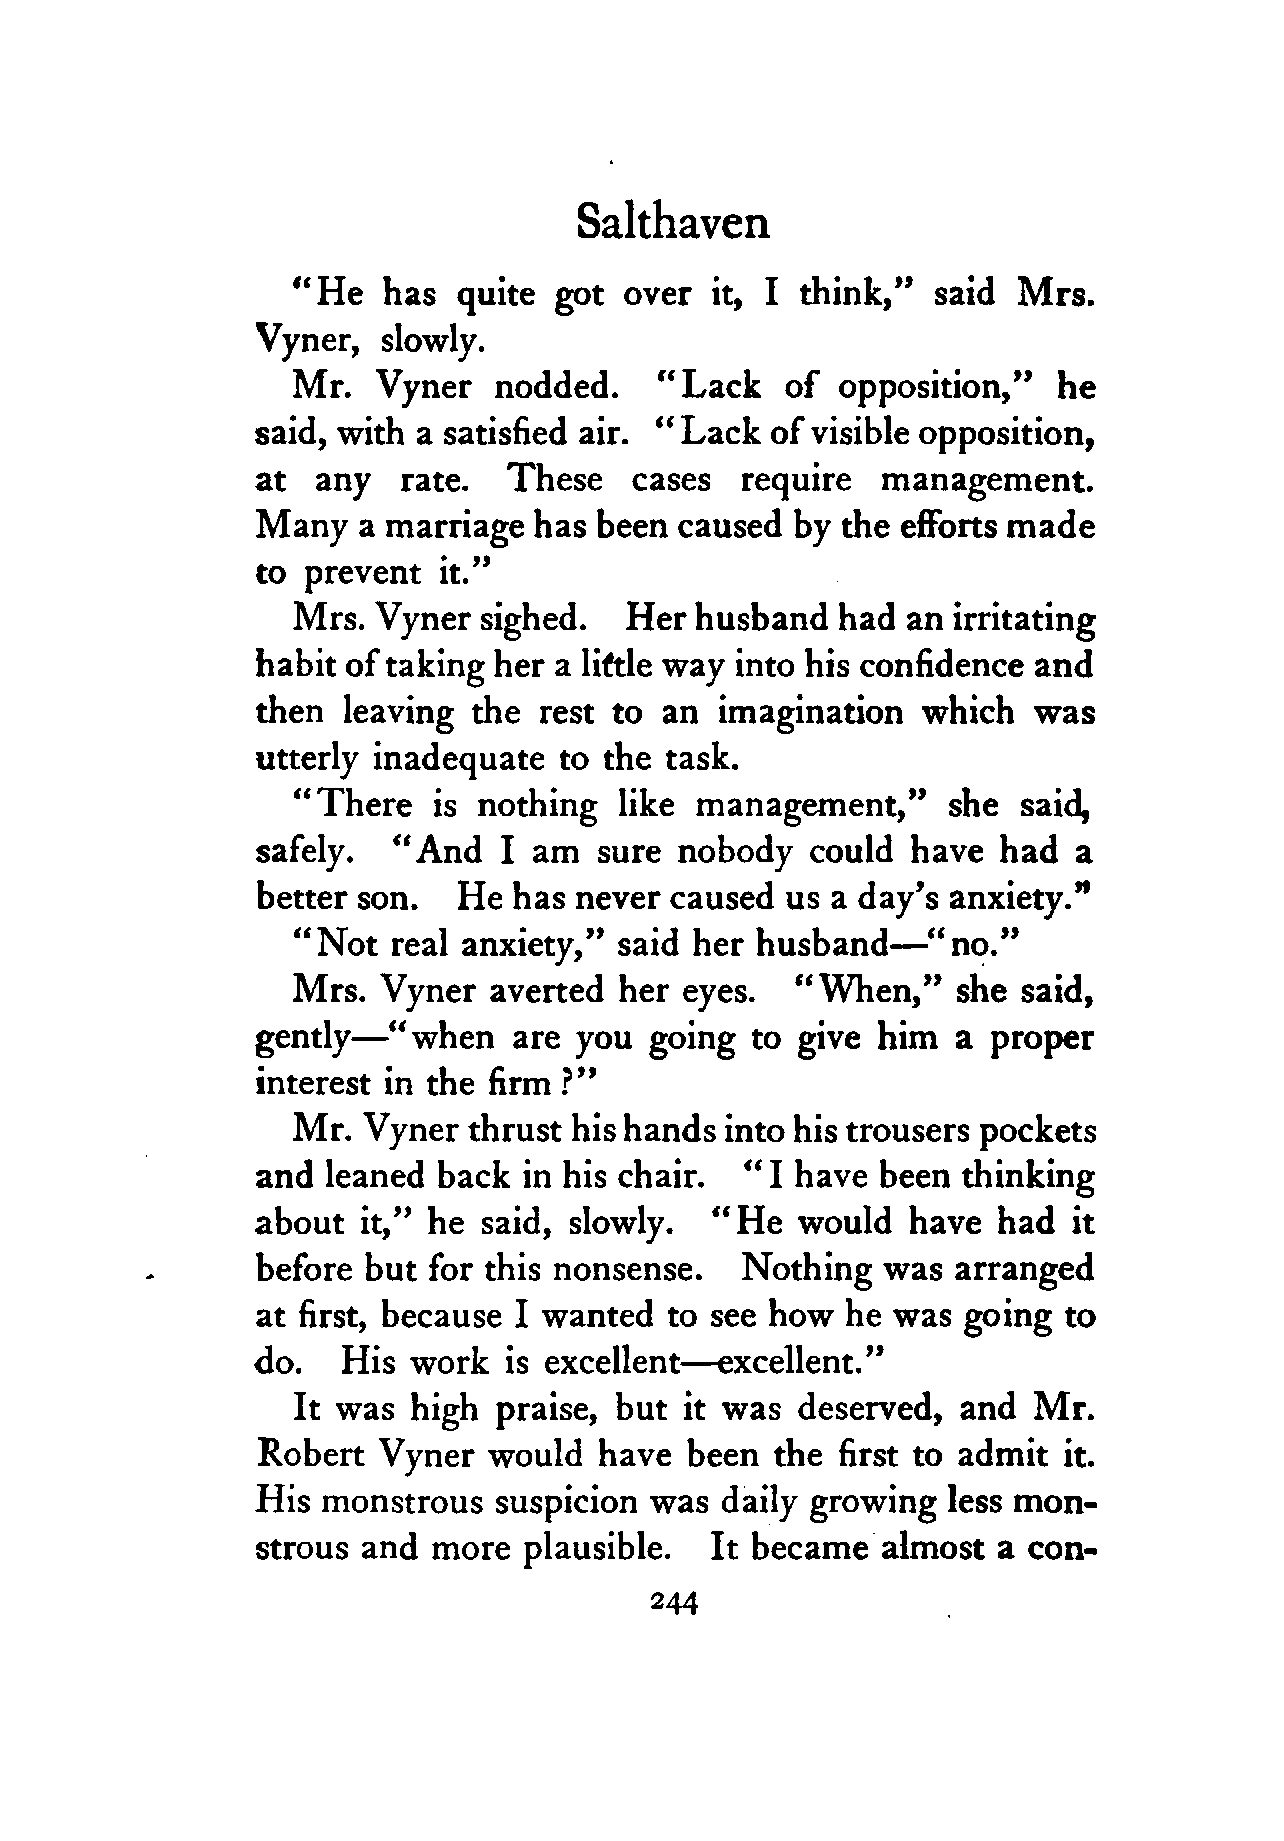 Salthaven
"He has quite got over it, I think," said Mrs.
Vyner, slowly.
Mr. Vyner nodded. "Lack of opposition," he
said, with a satisfied air. "Lack of visible opposition,
at any rate. These cases require management.
Many a marriage has been caused by the efforts made
to prevent it."
Mrs. Vyner sighed. Her husband had an irritating
habit of taking her a little way into his confidence and
then leaving the rest to an imagination which was
utterly inadequate to the task.
"There is nothing like management," she said,
safely. "And I am sure nobody could have had a
better son. He has never caused us a day's anxiety."
"Not real anxiety," said her husband—"no."
Mrs. Vyner averted her eyes. "When," she said,
gently—"when are you going to give him a proper
interest in the firm?"
Mr. Vyner thrust his hands into his trousers pockets
and leaned back in his chair. "I have been thinking
about it," he said, slowly. "He would have had it
before but for this nonsense. Nothing was arranged
at first, because I wanted to see how he was going to
do. His work is excellent—excellent."
It was high praise, but it was deserved, and Mr.
Robert Vyner would have been the first to admit it.
His monstrous suspicion was daily growing less mon-
strous and more plausible. It became almost a con-
244